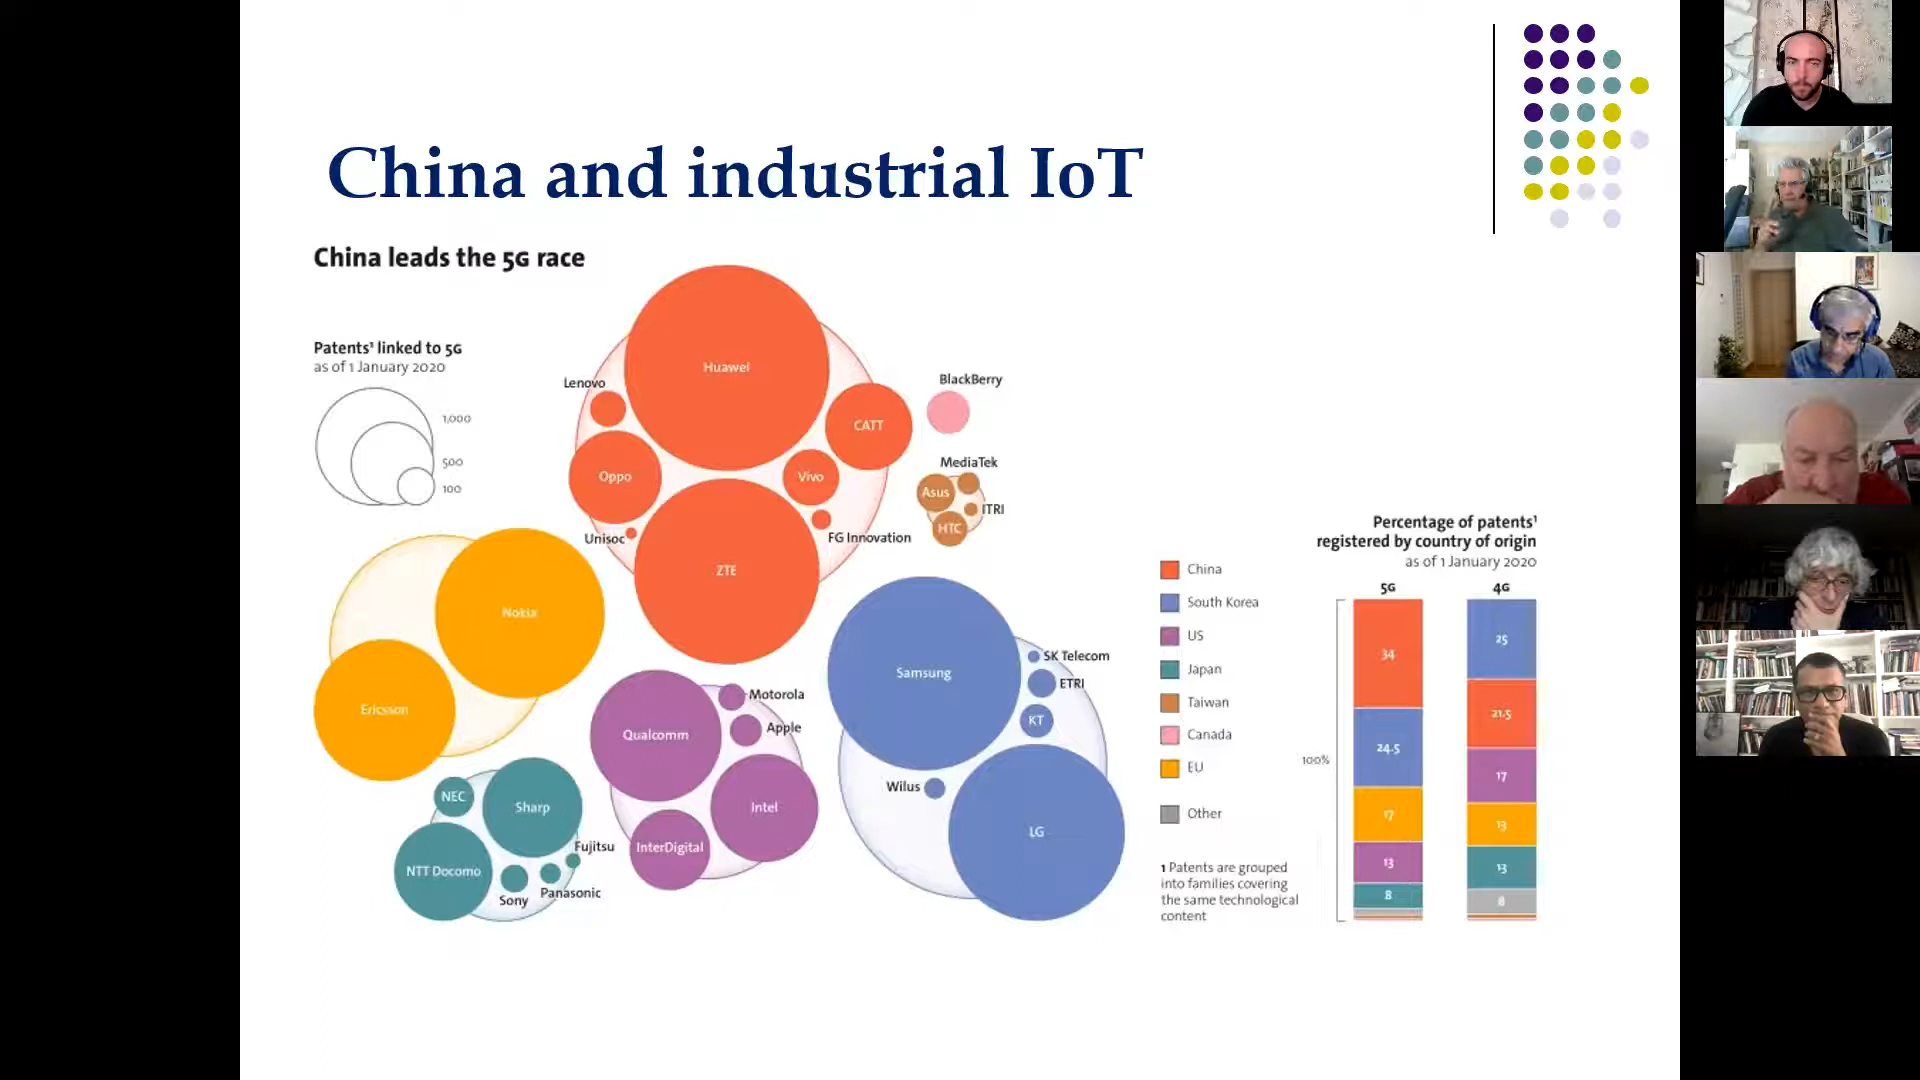 China and industrial IoT
China leads the 5G race
Patents¹ linked to 5G
as of 1 January 2020
1,000
500
100
Huawei
Lenovo
CATT
Oppo
Vivo
Unisoc
FG Innovation
ZTE
BlackBerry
MediaTek
Asus
ITRI
HTC
Nokia
Ericsson
Samsung
SK Telecom
ETRI
KT
Wilus
LG
Motorola
Qualcomm
Apple
Intel
InterDigital
NEC
Sharp
Fujitsu
NTT Docomo
Panasonic
Sony
China
South Korea
US
Japan
Taiwan
Canada
EU
Other
1 Patents are grouped
into families covering
the same technological
content
Percentage of patents¹
registered by country of origin
as of 1 January 2020
5G
4G
100%
34
24.5
17
13
8
25
21.5
17
13
13
8